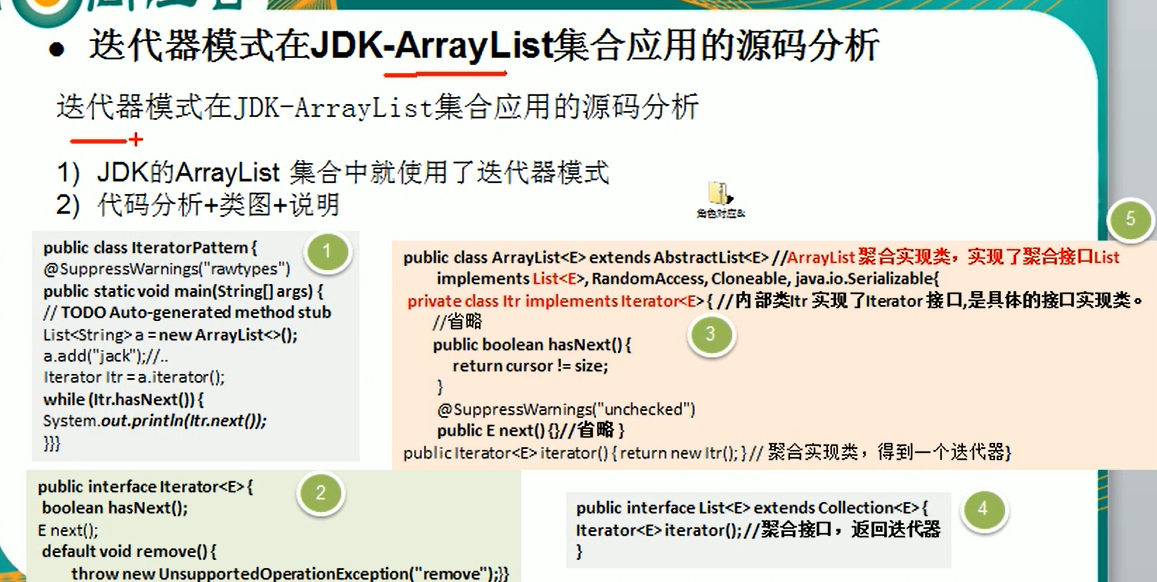 ● 迭代器模式在JDK-ArrayList集合应用的源码分析
迭代器模式在JDK-ArrayList集合应用的源码分析
1) JDK的ArrayList 集合中就使用了迭代器模式
2) 代码分析+类图+说明
角色对应&
1
public class IteratorPattern {
@SuppressWarnings("rawtypes")
public static void main(String[] args) {
// TODO Auto-generated method stub
List<String> a = new ArrayList<>();
a.add("jack");//..
Iterator Itr = a.iterator();
while (Itr.hasNext()) {
System.out.println(Itr.next());
}}}
5
public class ArrayList<E> extends AbstractList<E> //ArrayList 聚合实现类，实现了聚合接口List
implements List<E>, RandomAccess, Cloneable, java.io.Serializable{
private class Itr implements Iterator<E> { //内部类Itr 实现了Iterator 接口,是具体的接口实现类。
//省略
3
public boolean hasNext() {
return cursor != size;
}
@SuppressWarnings("unchecked")
public E next() {}//省略 }
public Iterator<E> iterator() { return new Itr(); } // 聚合实现类，得到一个迭代器}
2
public interface Iterator<E> {
boolean hasNext();
E next();
default void remove() {
throw new UnsupportedOperationException("remove");}}
4
public interface List<E> extends Collection<E> {
Iterator<E> iterator(); //聚合接口，返回迭代器
}